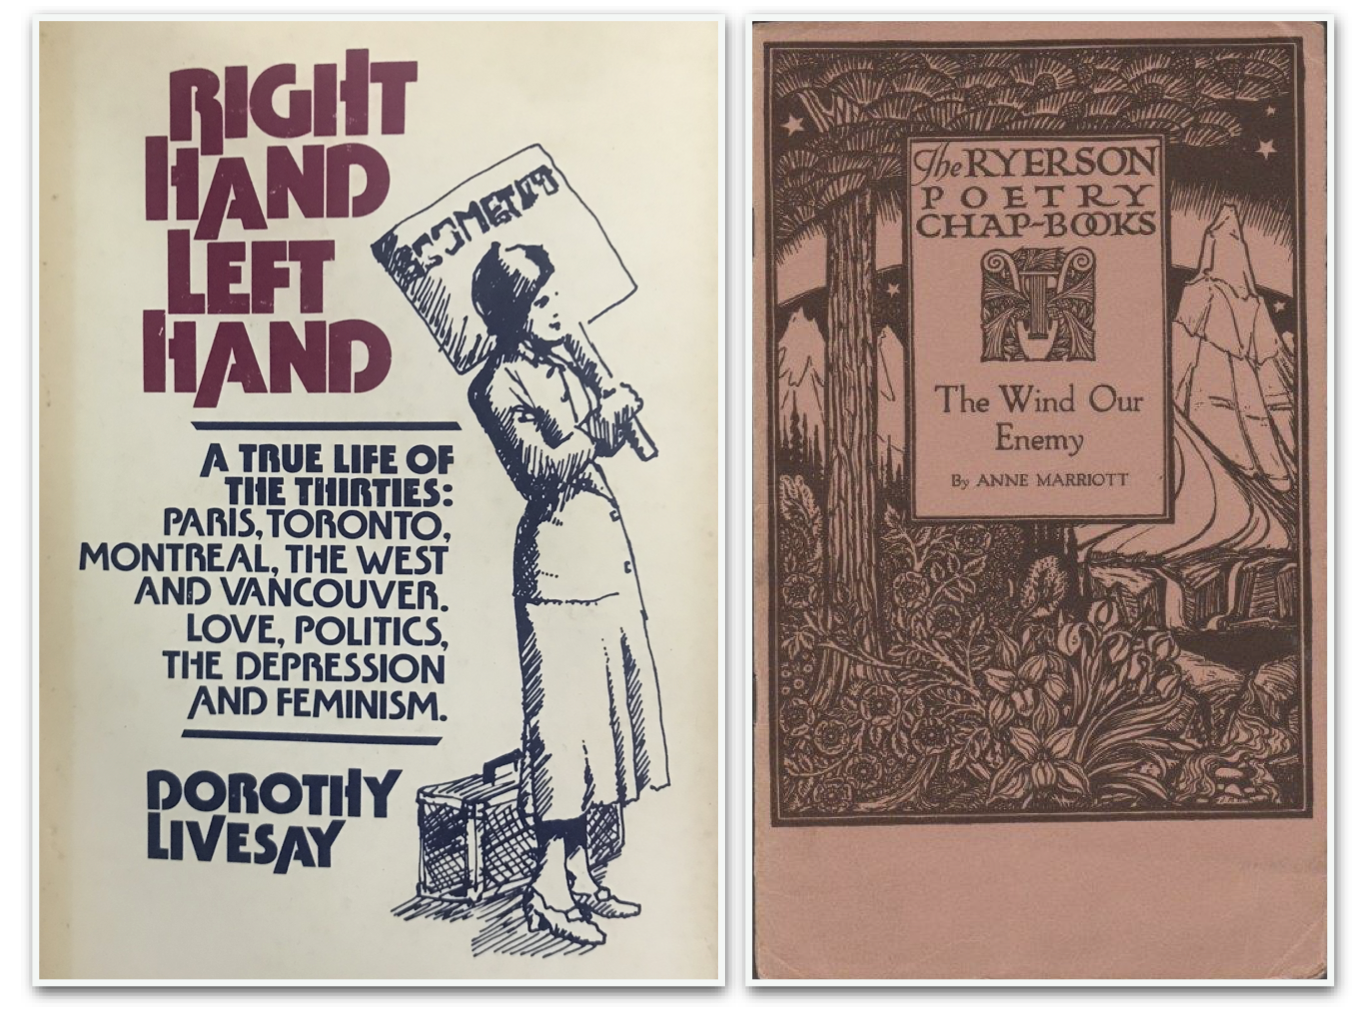 RIGHT
HAND
LEFT
HAND
A TRUE LIFE OF
THE THIRTIES:
PARIS, TORONTO,
MONTREAL, THE WEST
AND VANCOUVER.
LOVE, POLITICS,
THE DEPRESSION
AND FEMINISM.
DOROTHY
LIVESAY
The RYERSON
POETRY
CHAP-BOOKS
The Wind Our
Enemy
By ANNE MARRIOTT